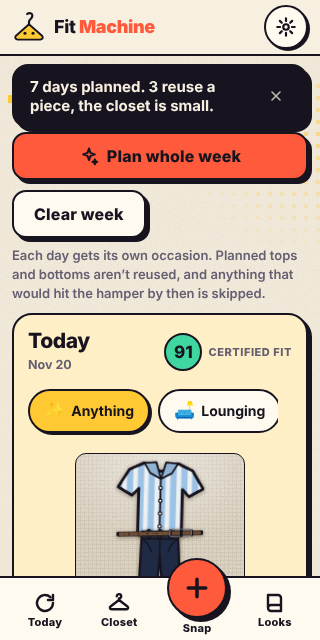 Fit Machine
7 days planned. 3 reuse a
piece, the closet is small.
Plan whole week
Clear week
Each day gets its own occasion. Planned tops
and bottoms aren’t reused, and anything that
would hit the hamper by then is skipped.
Today
Nov 20
91 CERTIFIED FIT
Anything Lounging
Today Closet Snap Looks